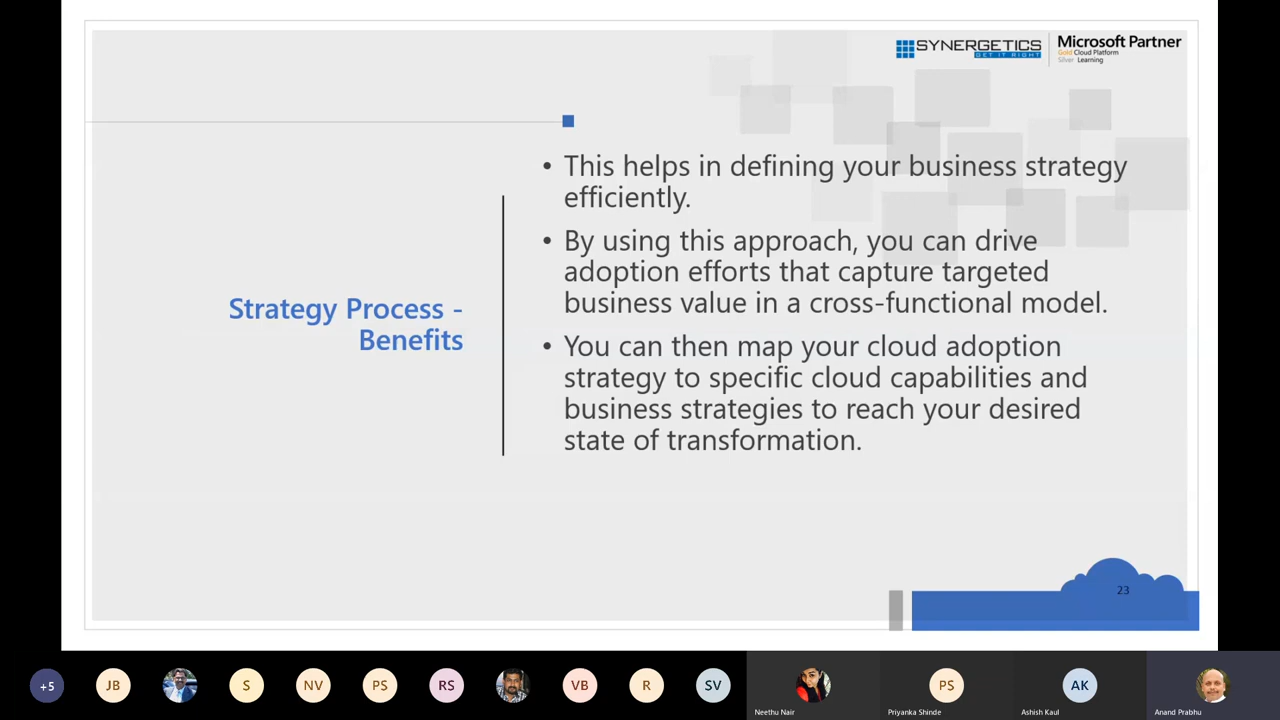 SYNERGETICS
GET IT RIGHT
Microsoft Partner
Gold Cloud Platform
Silver Learning
Strategy Process -
Benefits
• This helps in defining your business strategy
efficiently.
• By using this approach, you can drive
adoption efforts that capture targeted
business value in a cross-functional model.
• You can then map your cloud adoption
strategy to specific cloud capabilities and
business strategies to reach your desired
state of transformation.
23
+5
JB
S
NV
PS
RS
VB
R
SV
Neethu Nair
PS
Priyanka Shinde
AK
Ashish Kaul
Anand Prabhu